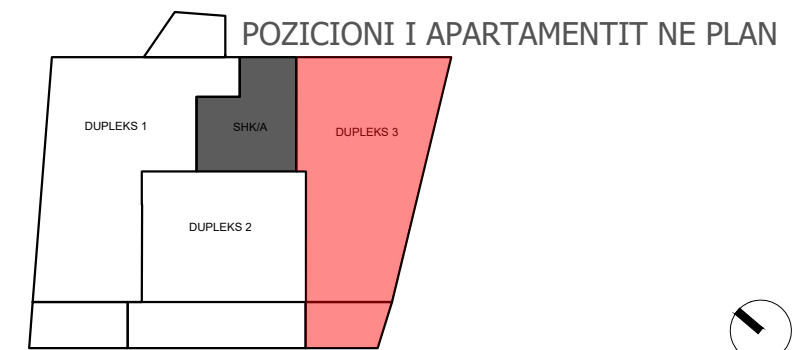 POZICIONI I APARTAMENTIT NE PLAN
DUPLEKS 1
SHK/A
DUPLEKS 3
DUPLEKS 2